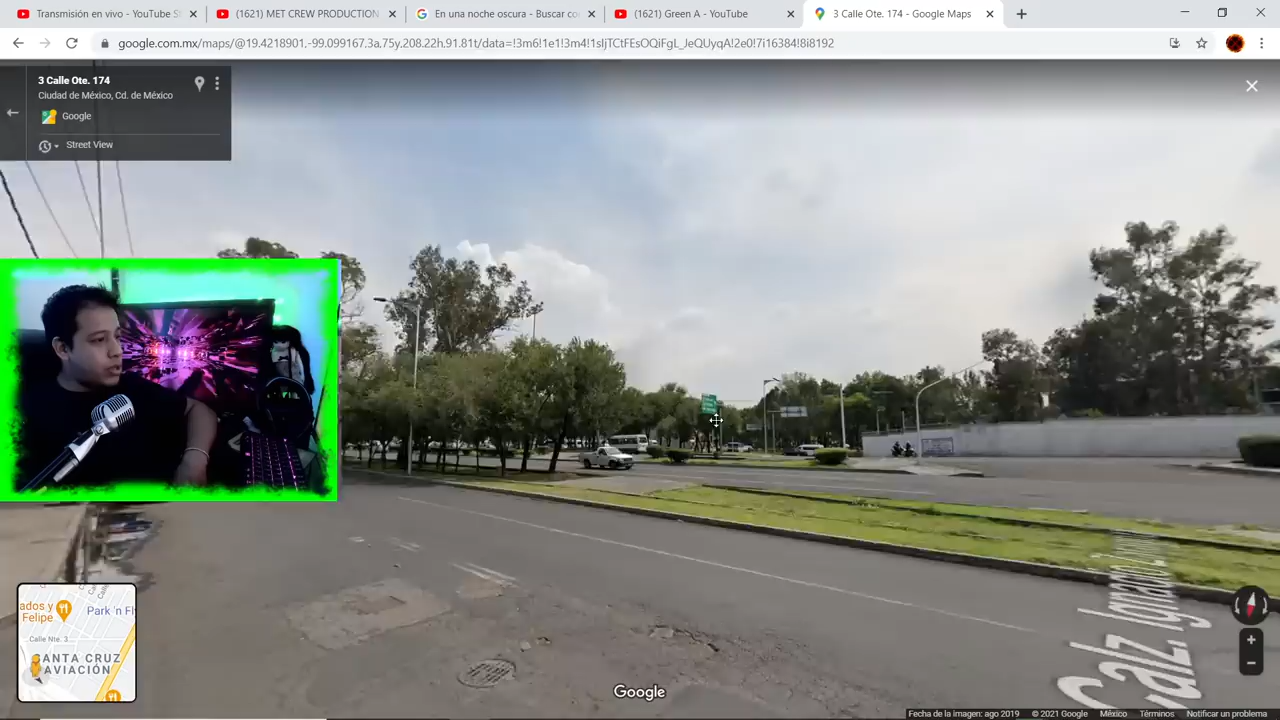 Transmisión en vivo - YouTube S
(1621) MET CREW PRODUCTION
En una noche oscura - Buscar co
(1621) Green A - YouTube
3 Calle Ote. 174 - Google Maps
google.com.mx/maps/@19.4218901,-99.099167,3a,75y,208.22h,91.81t/data=!3m6!1e1!3m4!1sIjTCtFEsOQiFgL_JeQUyqA!2e0!7i16384!8i8192
3 Calle Ote. 174
Ciudad de México, Cd. de México
Google
Street View
Calz. Ignacio
ados y
Felipe
Park 'n Fly
Calle Nte. 3
SANTA CRUZ
AVIACIÓN
Google
Fecha de la imagen: ago 2019 © 2021 Google México Términos Notificar un problema